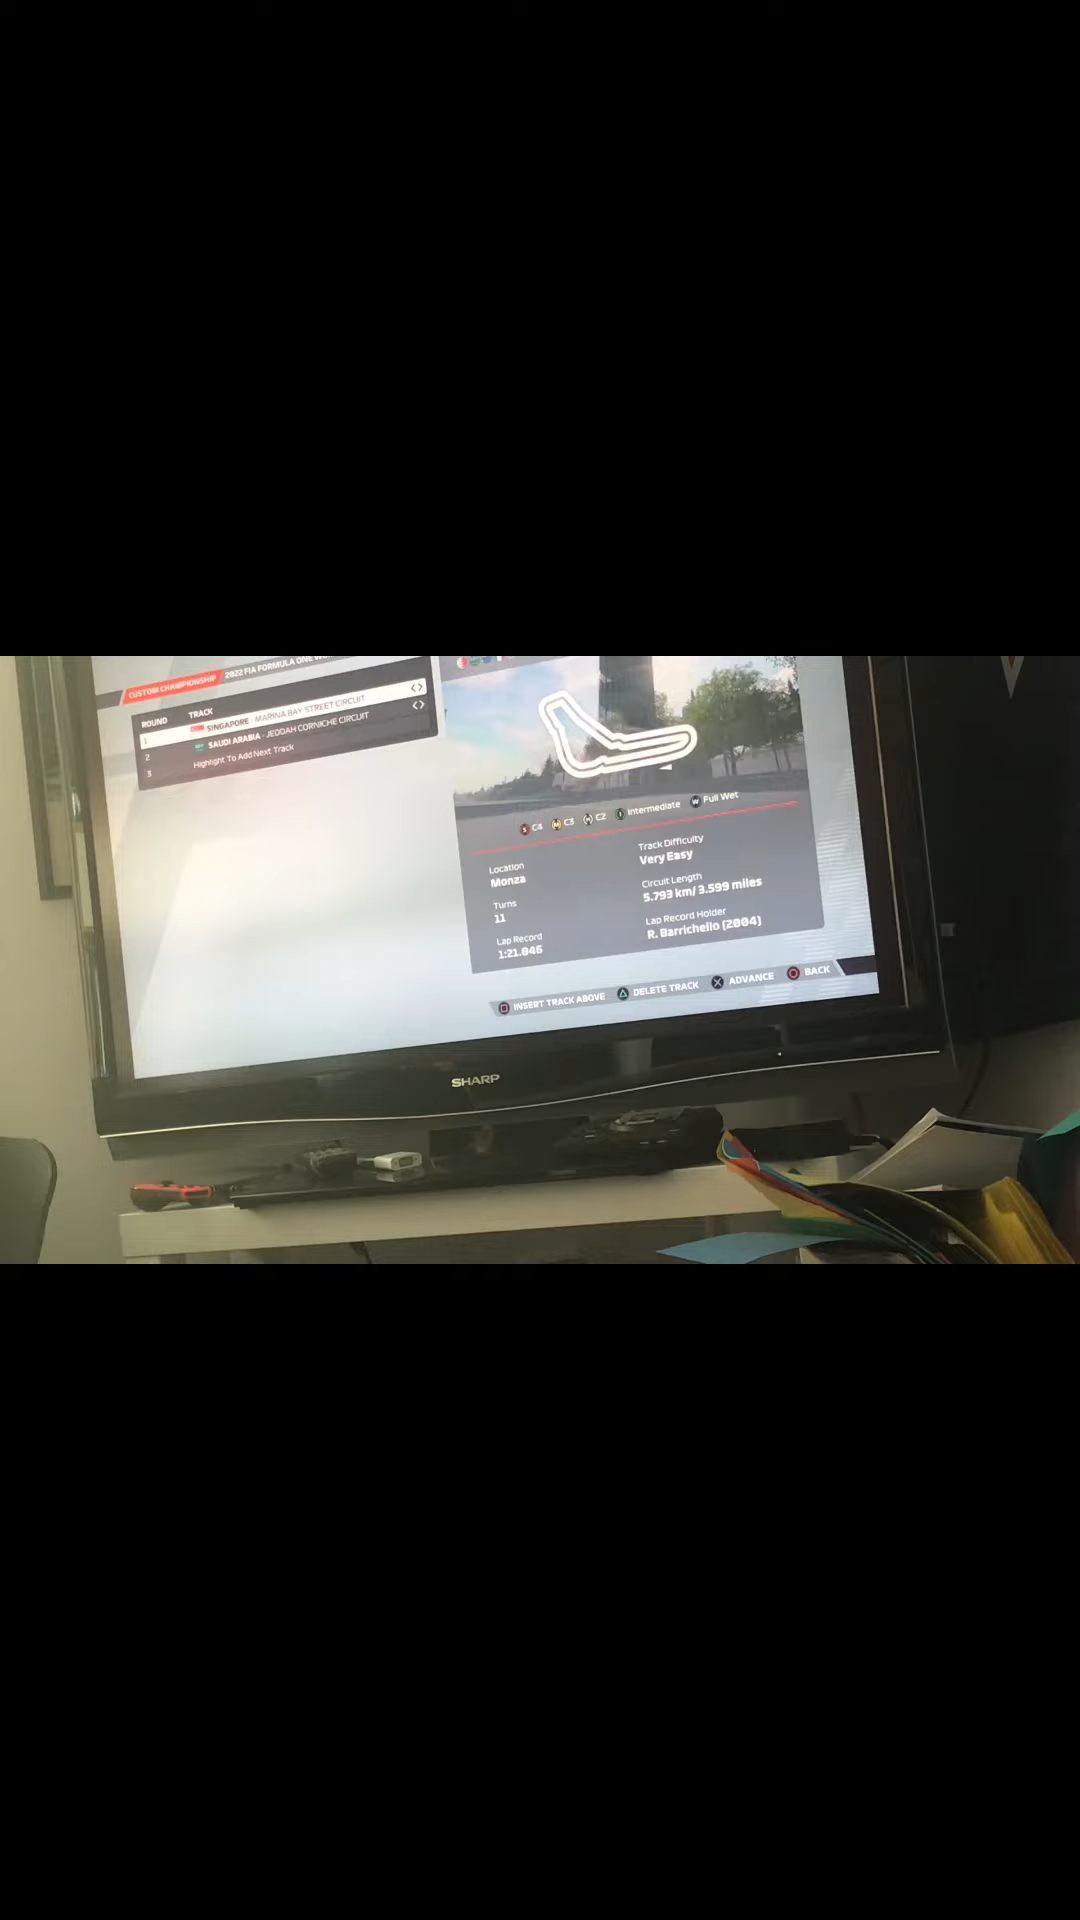 CUSTOM CHAMPIONSHIP 2022 FIA FORMULA ONE
ROUND TRACK
1 SINGAPORE - MARINA BAY STREET CIRCUIT
2 SAUDI ARABIA - JEDDAH CORNICHE CIRCUIT
3 Highlight To Add Next Track
S C4 M C3 H C2 I Intermediate W Full Wet
Location
Monza
Track Difficulty
Very Easy
Turns
11
Circuit Length
5.793 km/ 3.599 miles
Lap Record
1:21.046
Lap Record Holder
R. Barrichello (2004)
INSERT TRACK ABOVE DELETE TRACK ADVANCE BACK
SHARP